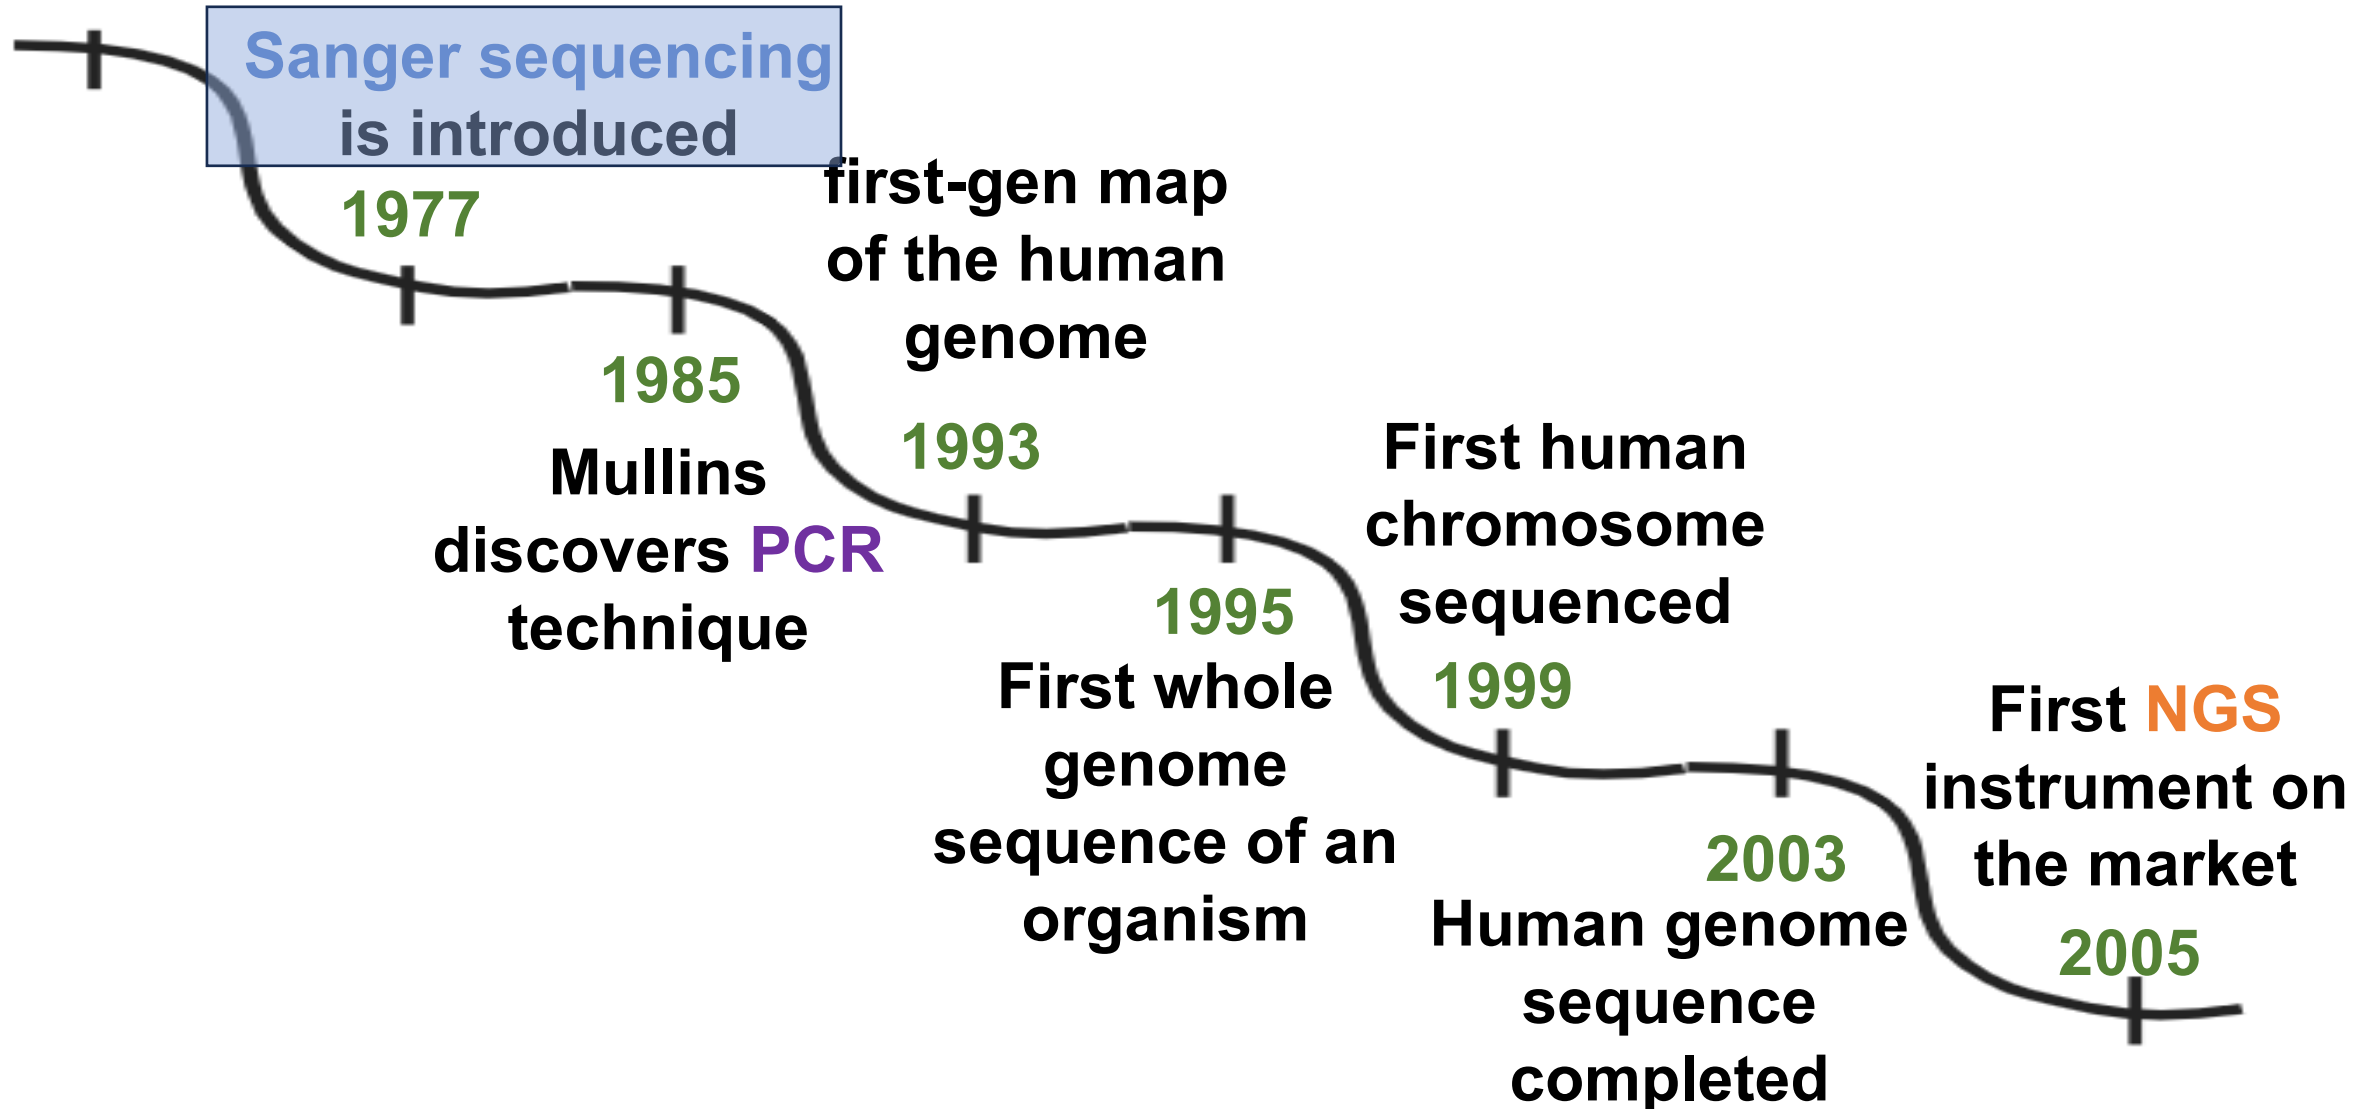 Sanger sequencing
is introduced
1977
1985
Mullins
discovers PCR
technique
first-gen map
of the human
genome
1993
1995
First whole
genome
sequence of an
organism
First human
chromosome
sequenced
1999
2003
Human genome
sequence
completed
First NGS
instrument on
the market
2005